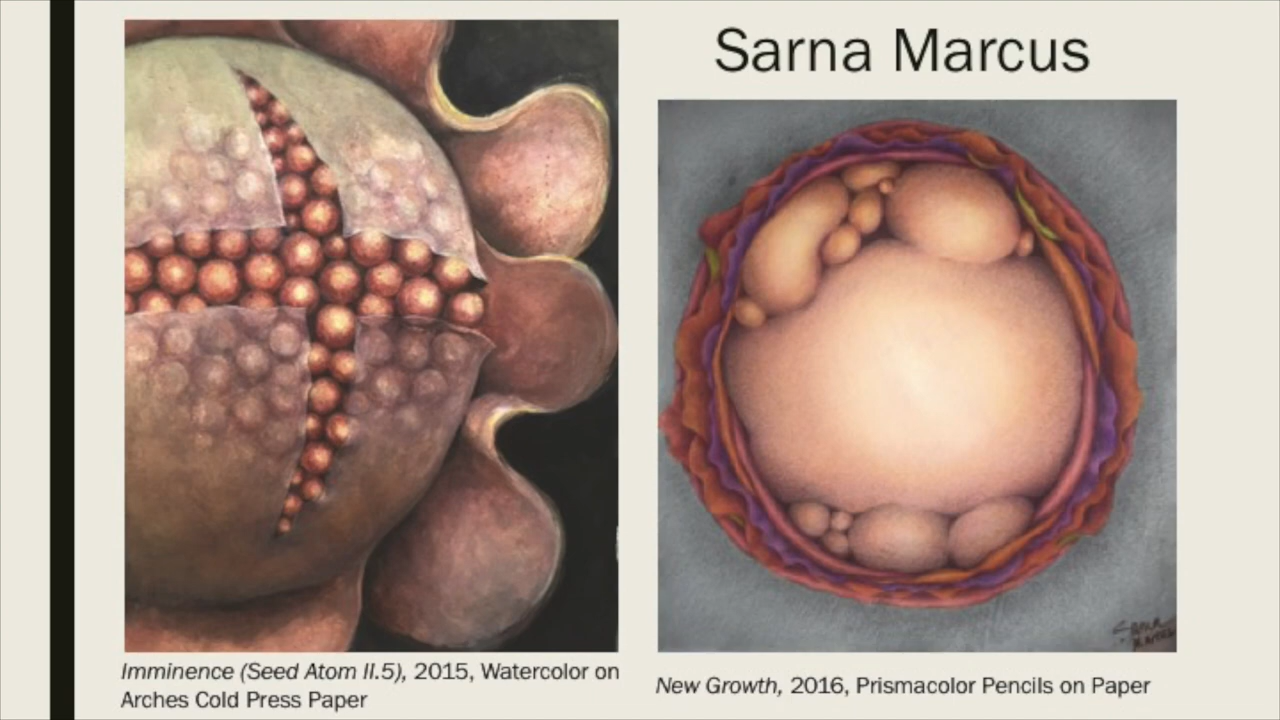 Sarna Marcus
Imminence (Seed Atom II.5), 2015, Watercolor on
Arches Cold Press Paper
New Growth, 2016, Prismacolor Pencils on Paper